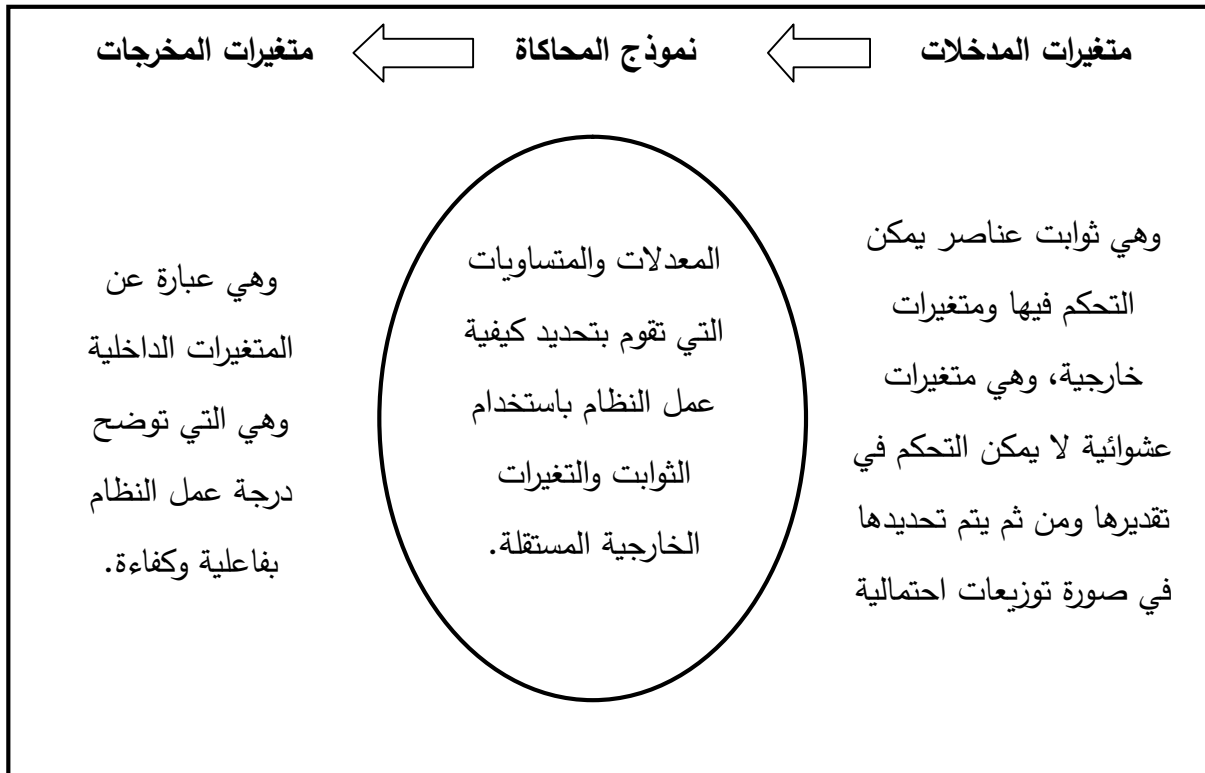 متغيرات المدخلات
نموذج المحاكاة
متغيرات المخرجات
وهي ثوابت عناصر يمكن
التحكم فيها ومتغيرات
خارجية، وهي متغيرات
عشوائية لا يمكن التحكم في
تقديرها ومن ثم يتم تحديدها
في صورة توزيعات احتمالية
المعدلات والمتساويات
التي تقوم بتحديد كيفية
عمل النظام باستخدام
الثوابت والتغيرات
الخارجية المستقلة.
وهي عبارة عن
المتغيرات الداخلية
وهي التي توضح
درجة عمل النظام
بفاعلية وكفاءة.